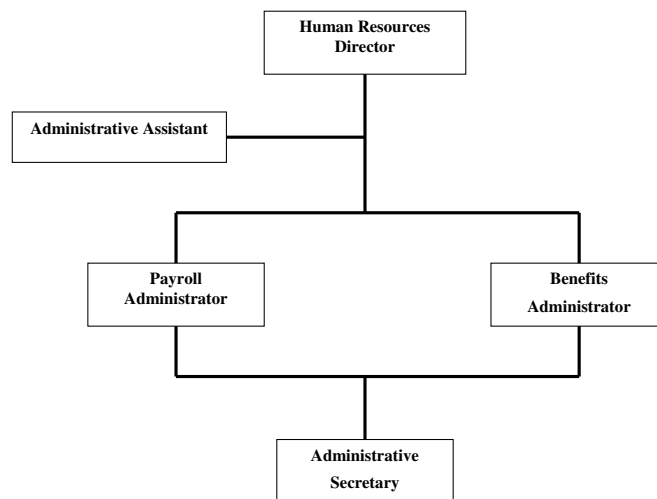 Human Resources
Director
Administrative Assistant
Payroll
Administrator
Benefits
Administrator
Administrative
Secretary